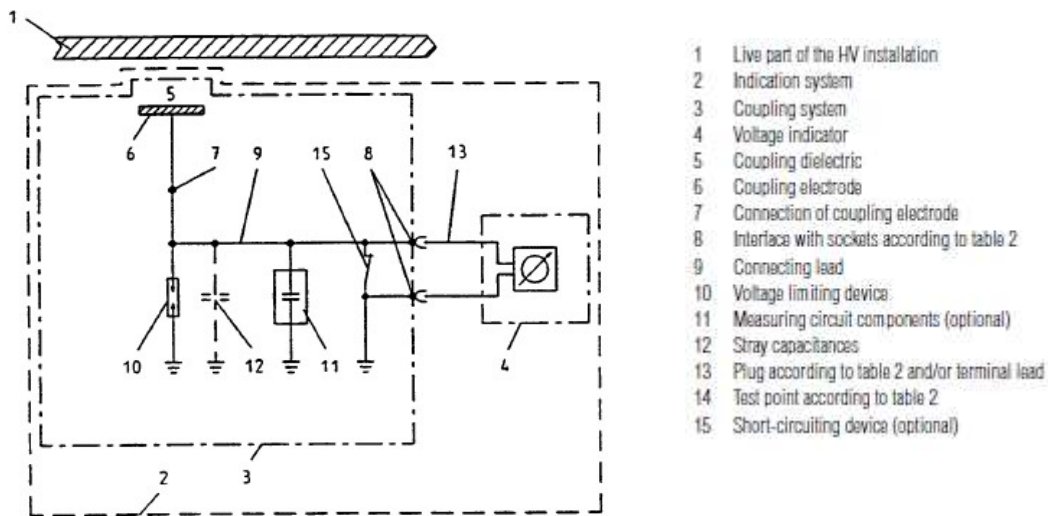 1
5
6
7
9
15
8
13
10
12
11
4
2
3
1 Live part of the HV installation
2 Indication system
3 Coupling system
4 Voltage indicator
5 Coupling dielectric
6 Coupling electrode
7 Connection of coupling electrode
8 Interface with sockets according to table 2
9 Connecting lead
10 Voltage limiting device
11 Measuring circuit components (optional)
12 Stray capacitances
13 Plug according to table 2 and/or terminal lead
14 Test point according to table 2
15 Short-circuiting device (optional)